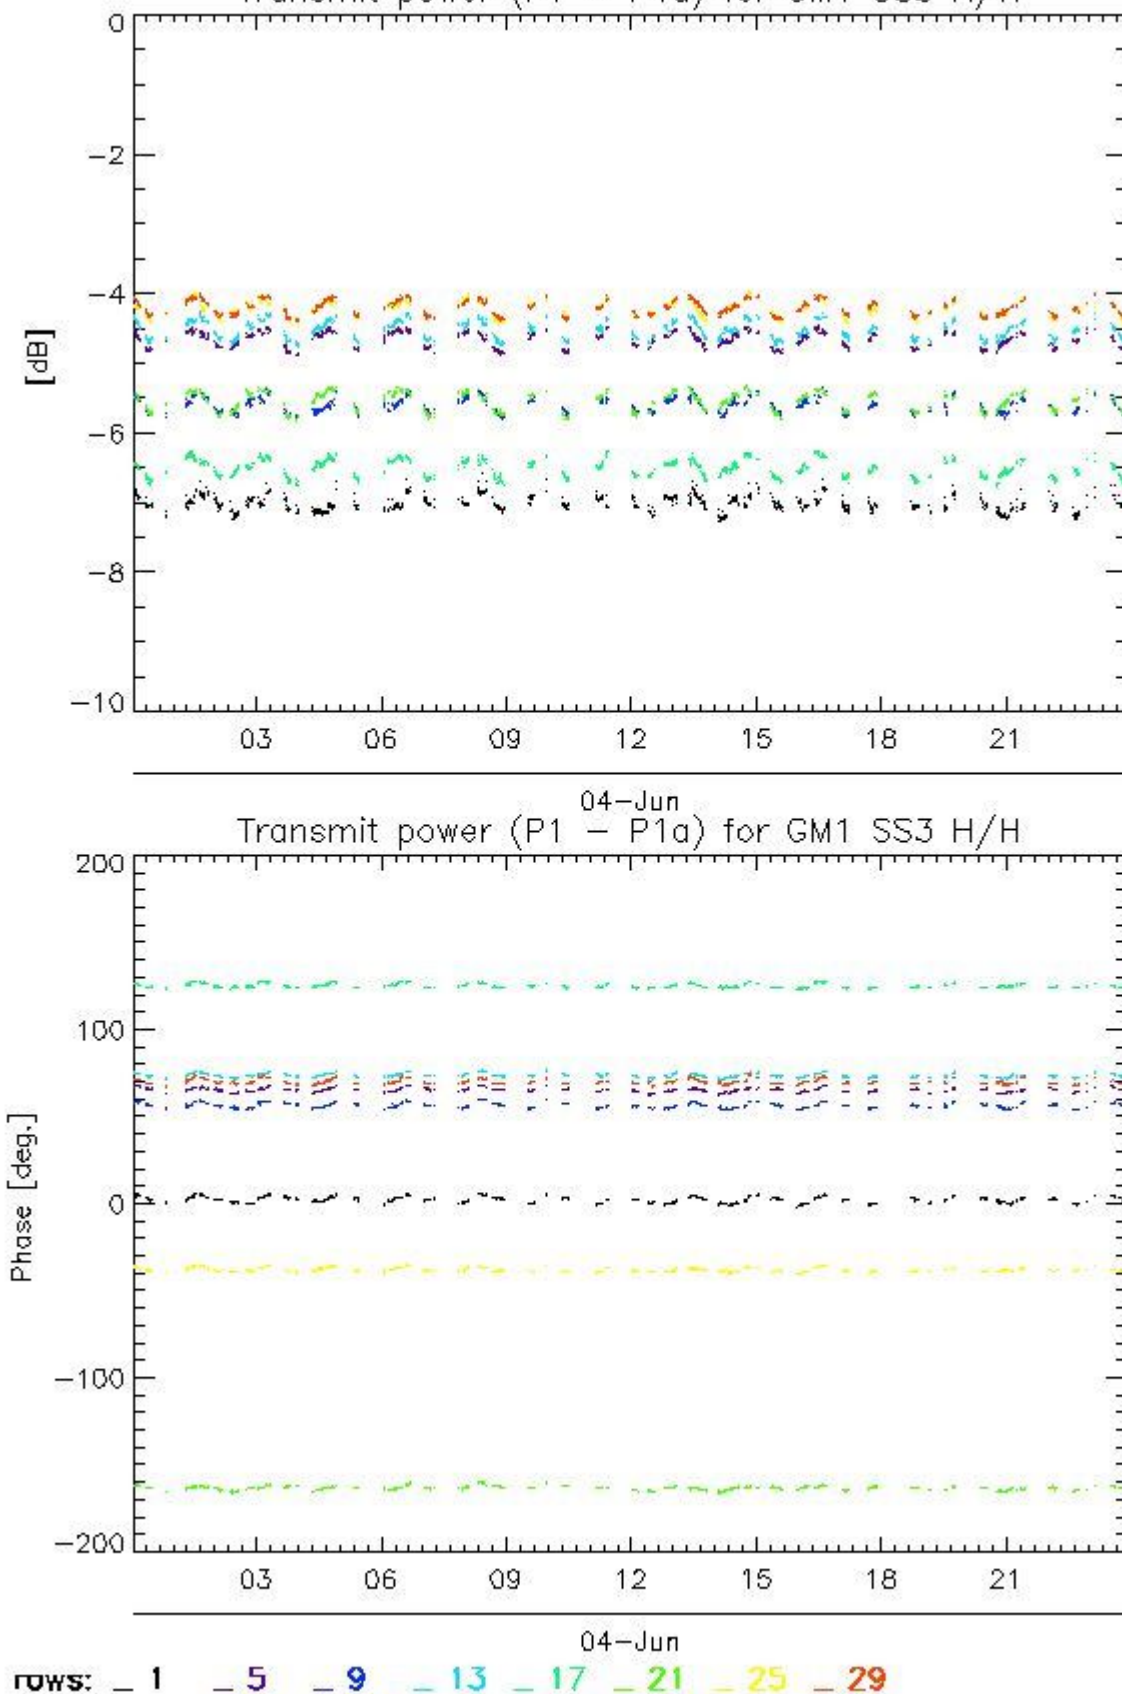 0
−2
−4
[dB]
−6
−8
−10
03 06 09 12 15 18 21
04-Jun
Transmit power (P1 − P1a) for GM1 SS3 H/H
200
100
Phase [deg.]
0
−100
−200
03 06 09 12 15 18 21
04-Jun
rows: _ 1 _ 5 _ 9 _ 13 _ 17 _ 21 _ 25 _ 29